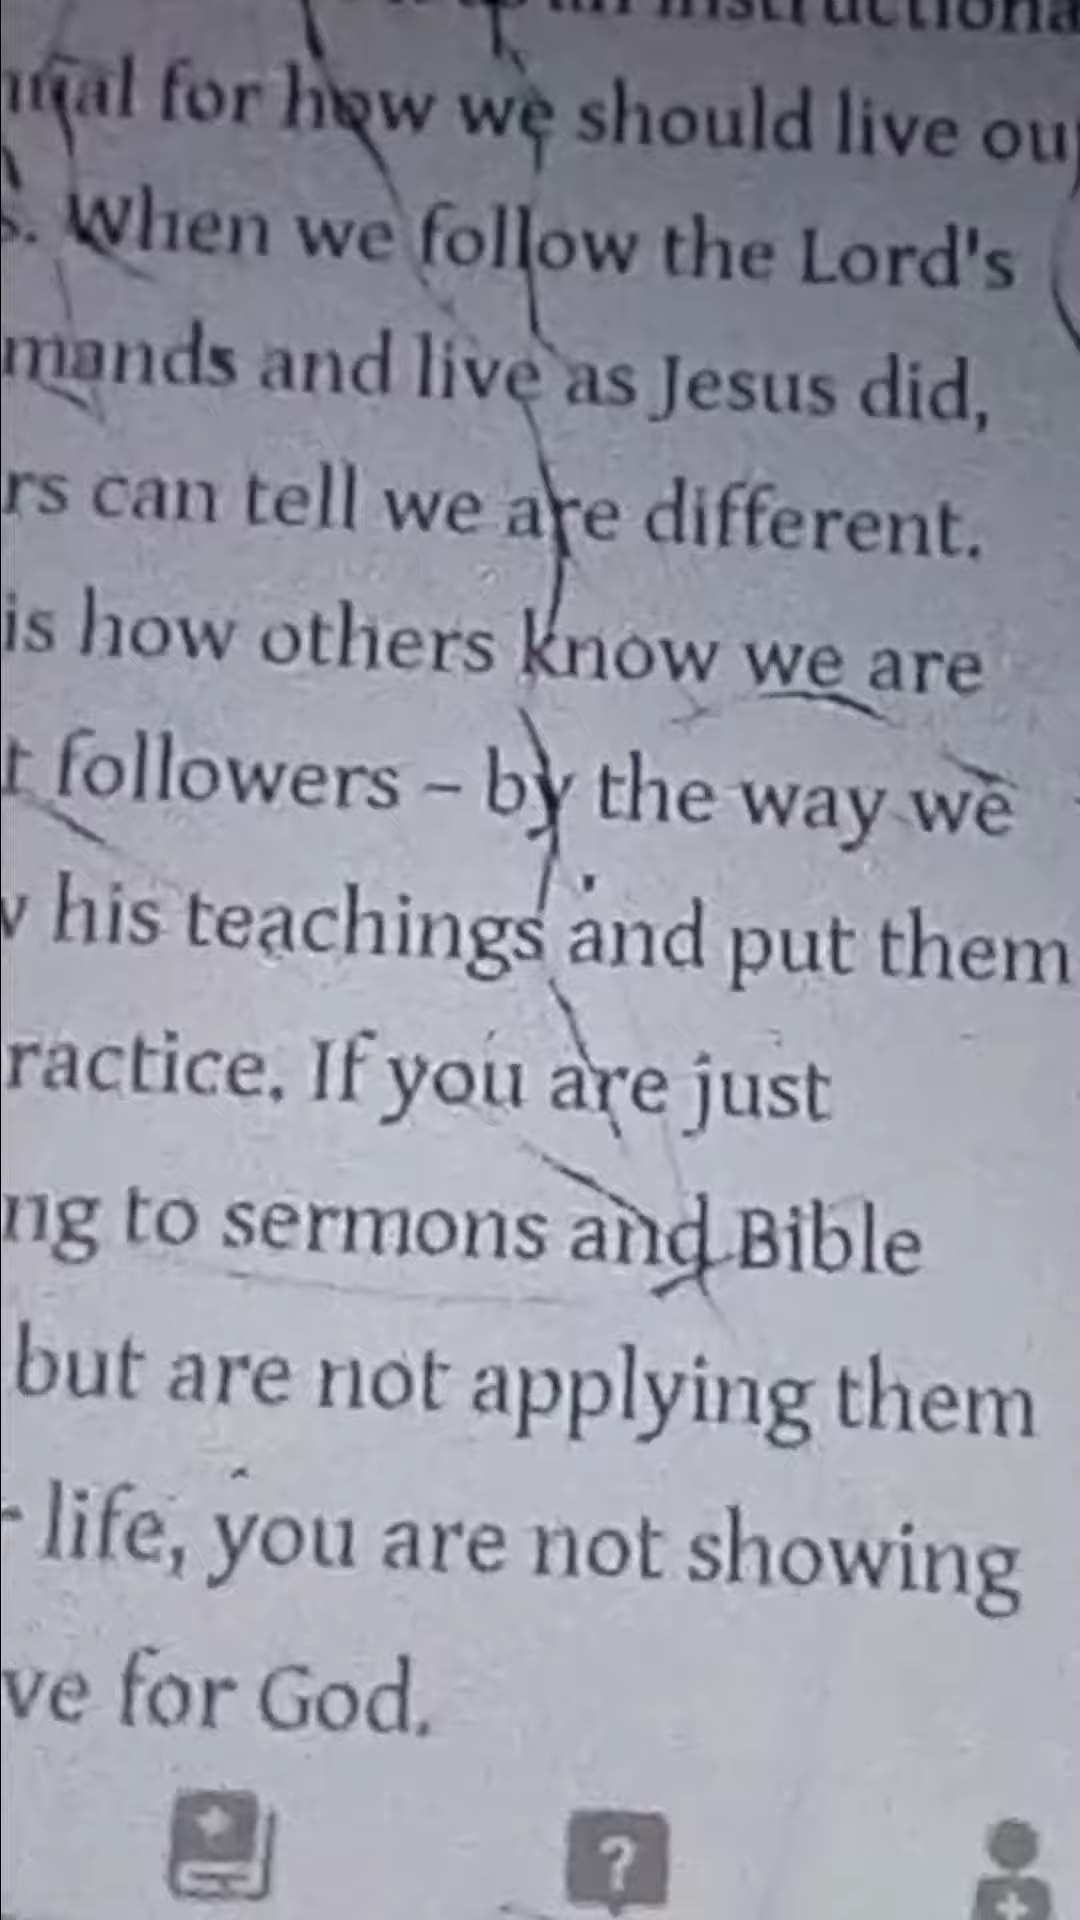 instructiona
nual for how we should live our
s. When we follow the Lord's
mands and live as Jesus did,
rs can tell we are different.
is how others know we are
t followers – by the way we
w his teachings and put them
ractice. If you are just
ng to sermons and Bible
but are not applying them
r life, you are not showing
ve for God.
?